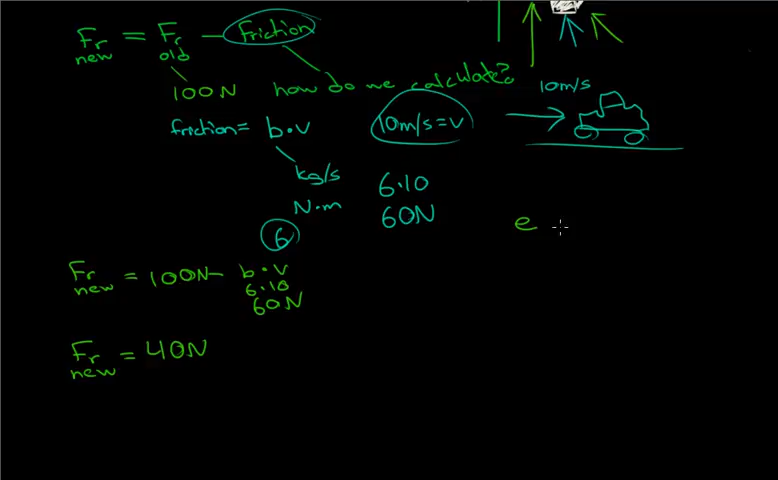 Fr new = Fr old - friction
100N how do we calculate?
10m/s
friction= b·v 10m/s=v
kg/s 6·10
N·m 60N
6
e
Fr new = 100N- b·v
6·10
60N
Fr new = 40N